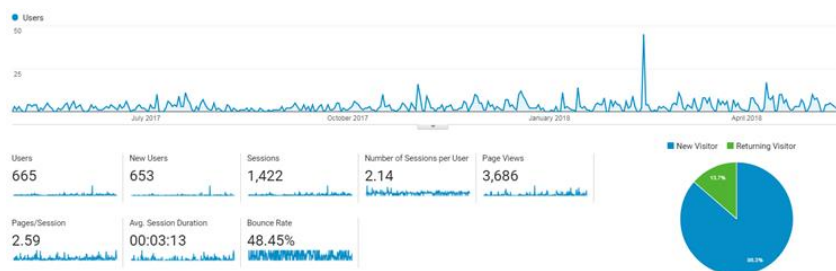 Users
50
25
July 2017
October 2017
January 2018
April 2018
New Visitor
Returning Visitor
Users
New Users
Sessions
Number of Sessions per User
Page Views
665
653
1,422
2.14
3,686
13.7%
Pages/Session
Avg. Session Duration
Bounce Rate
2.59
00:03:13
48.45%